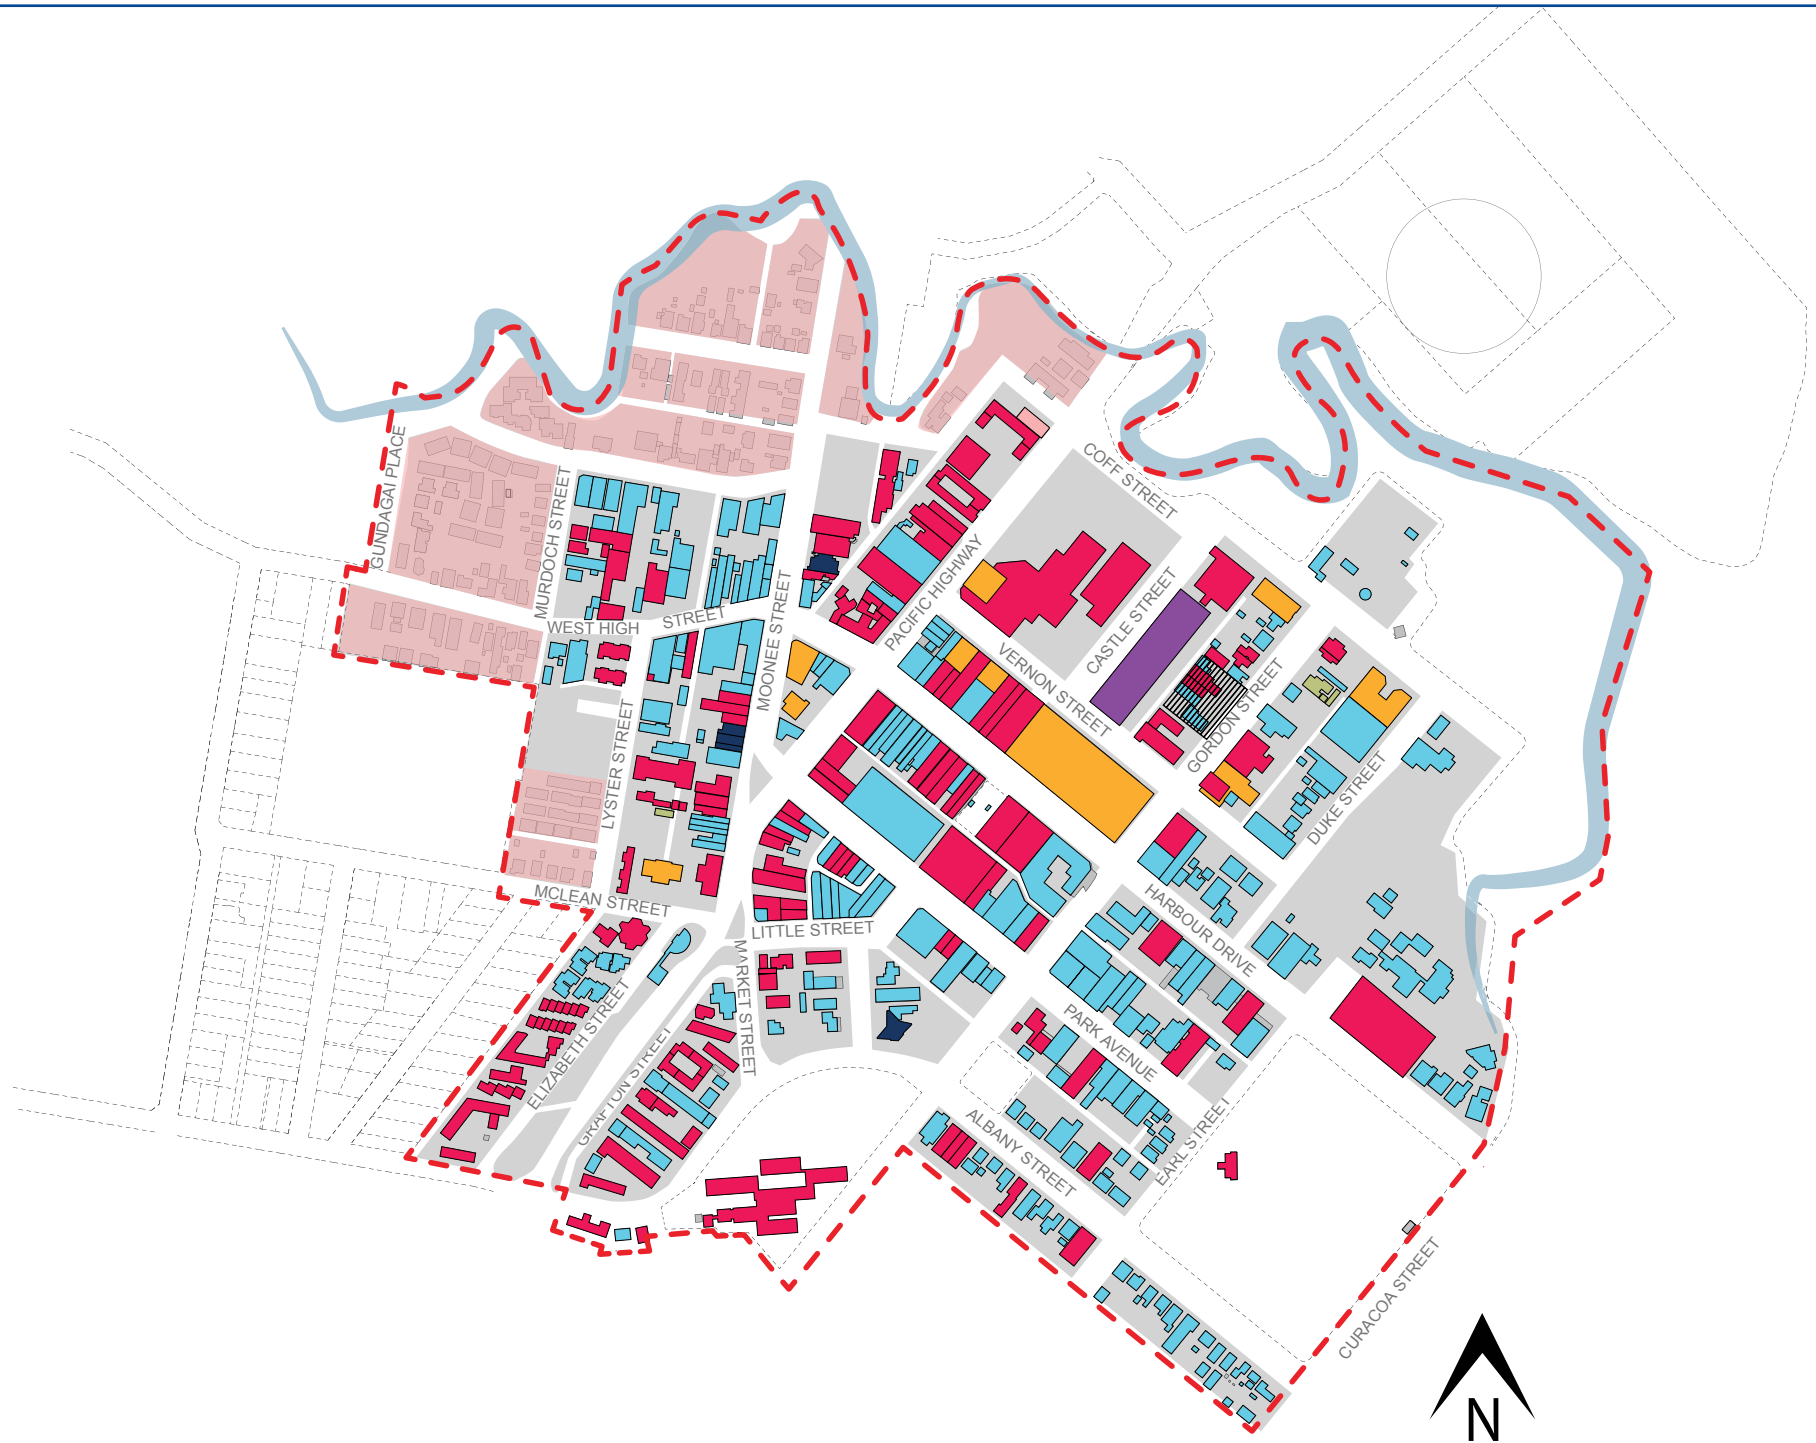 GUNDAGAI PLACE
MURDOCH STREET
COFF STREET
PACIFIC HIGHWAY
CASTLE STREET
WEST HIGH STREET
MOONEE STREET
VERNON STREET
GORDON STREET
LYSTER STREET
DUKE STREET
MCLEAN STREET
LITTLE STREET
HARBOUR DRIVE
MARKET STREET
ELIZABETH STREET
GRAFTON STREET
PARK AVENUE
ALBANY STREET
EARL STREET
CURACOA STREET
N